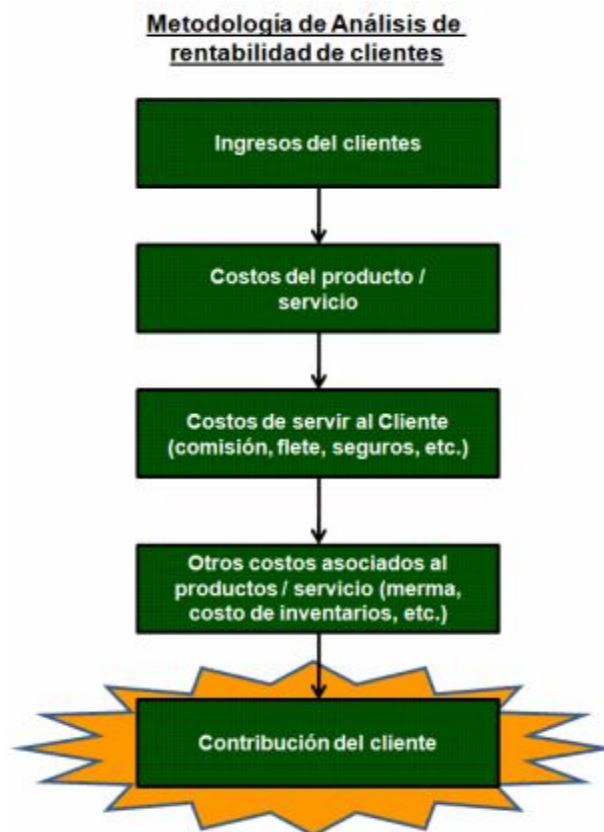 Metodología de Análisis de
rentabilidad de clientes
Ingresos del clientes
Costos del producto /
servicio
Costos de servir al Cliente
(comisión, flete, seguros, etc.)
Otros costos asociados al
productos / servicio (merma,
costo de inventarios, etc.)
Contribución del cliente